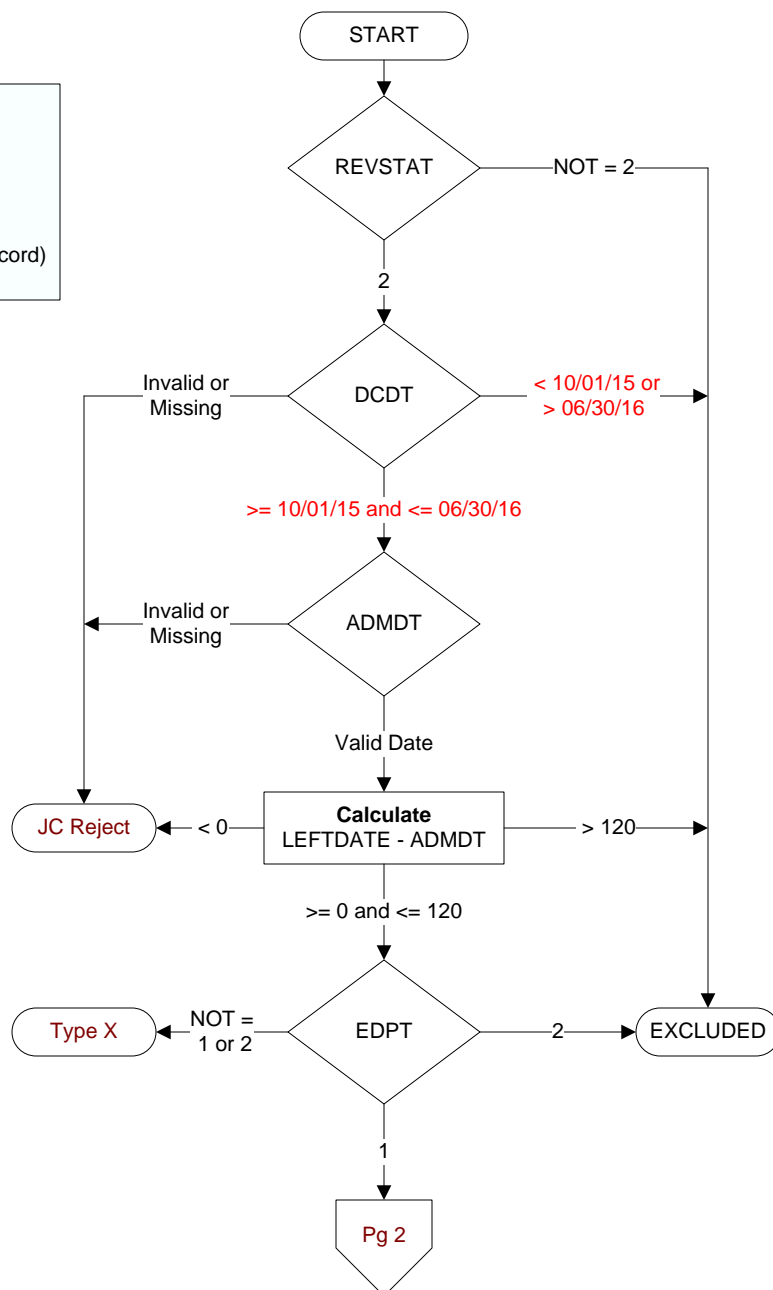 START
REVSTAT
NOT = 2
cord)
2
Invalid or
Missing
DCDT
< 10/01/15 or
> 06/30/16
>= 10/01/15 and <= 06/30/16
Invalid or
Missing
ADMDT
Valid Date
JC Reject
< 0
Calculate
LEFTDATE - ADMDT
> 120
>= 0 and <= 120
Type X
NOT =
1 or 2
EDPT
2
EXCLUDED
1
Pg 2